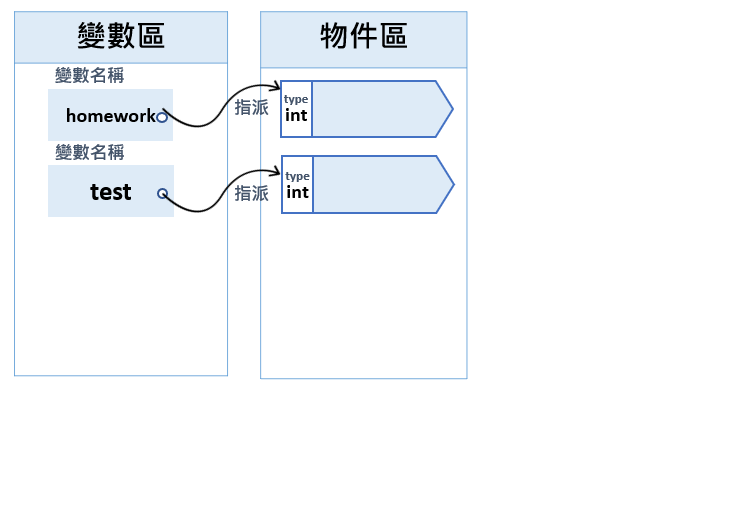 變數區
變數名稱
homework
變數名稱
test
物件區
指派
type
int
指派
type
int